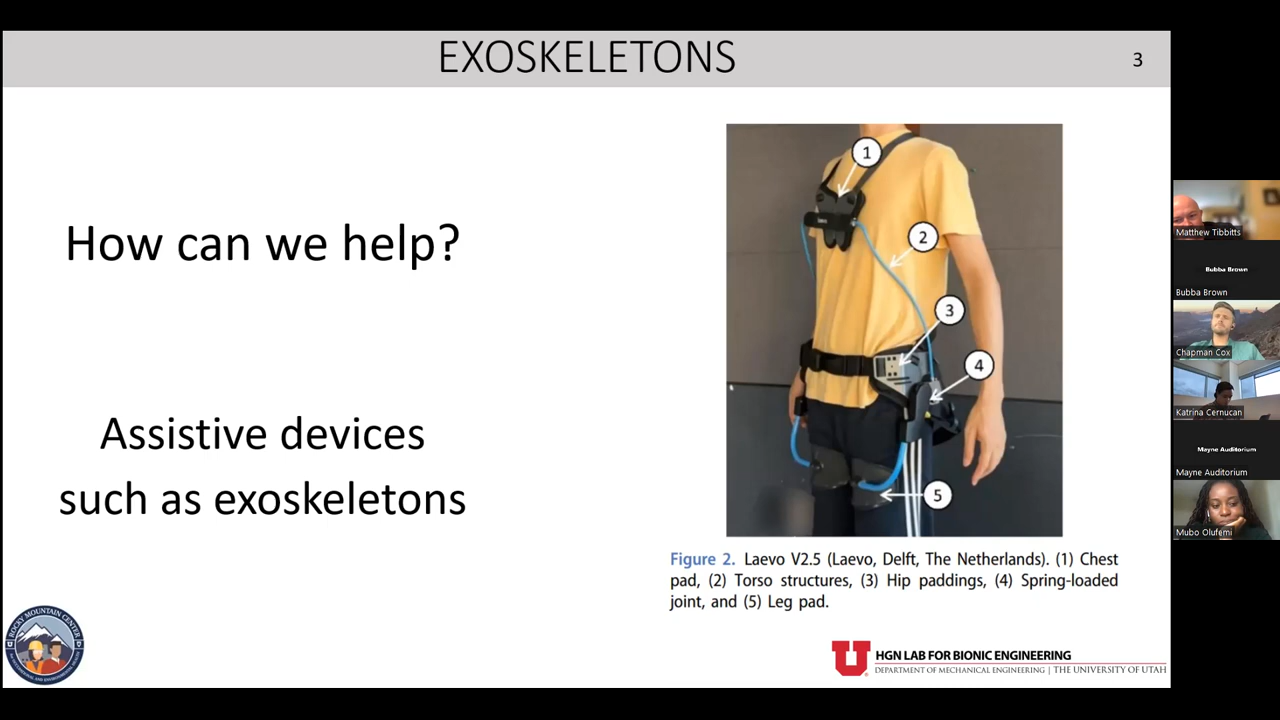 EXOSKELETONS
3
How can we help?
Assistive devices
such as exoskeletons
1
2
3
4
5
Figure 2. Laevo V2.5 (Laevo, Delft, The Netherlands). (1) Chest
pad, (2) Torso structures, (3) Hip paddings, (4) Spring-loaded
joint, and (5) Leg pad.
ROCKY MOUNTAIN CENTER
U
HGN LAB FOR BIONIC ENGINEERING
DEPARTMENT OF MECHANICAL ENGINEERING | THE UNIVERSITY OF UTAH
Matthew Tibbitts
Bubba Brown
Bubba Brown
Chapman Cox
Katrina Cernucan
Mayne Auditorium
Mayne Auditorium
Mubo Olufemi